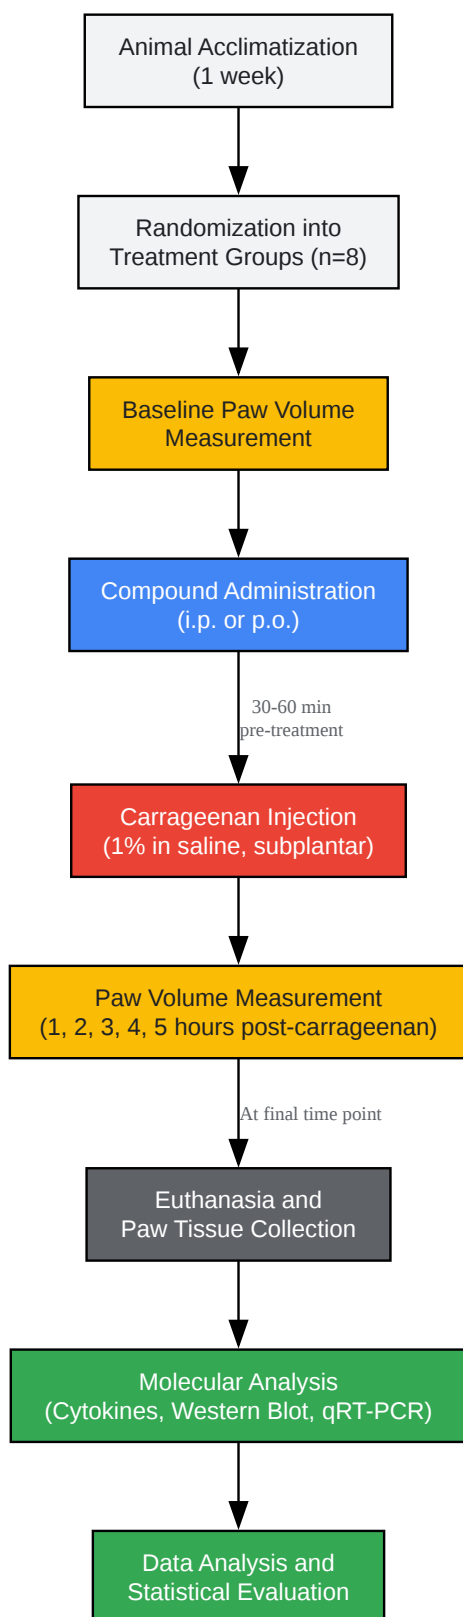 Animal Acclimatization
(1 week)
Randomization into
Treatment Groups (n=8)
Baseline Paw Volume
Measurement
Compound Administration
(i.p. or p.o.)
30-60 min
pre-treatment
Carrageenan Injection
(1% in saline, subplantar)
Paw Volume Measurement
(1, 2, 3, 4, 5 hours post-carrageenan)
At final time point
Euthanasia and
Paw Tissue Collection
Molecular Analysis
(Cytokines, Western Blot, qRT-PCR)
Data Analysis and
Statistical Evaluation